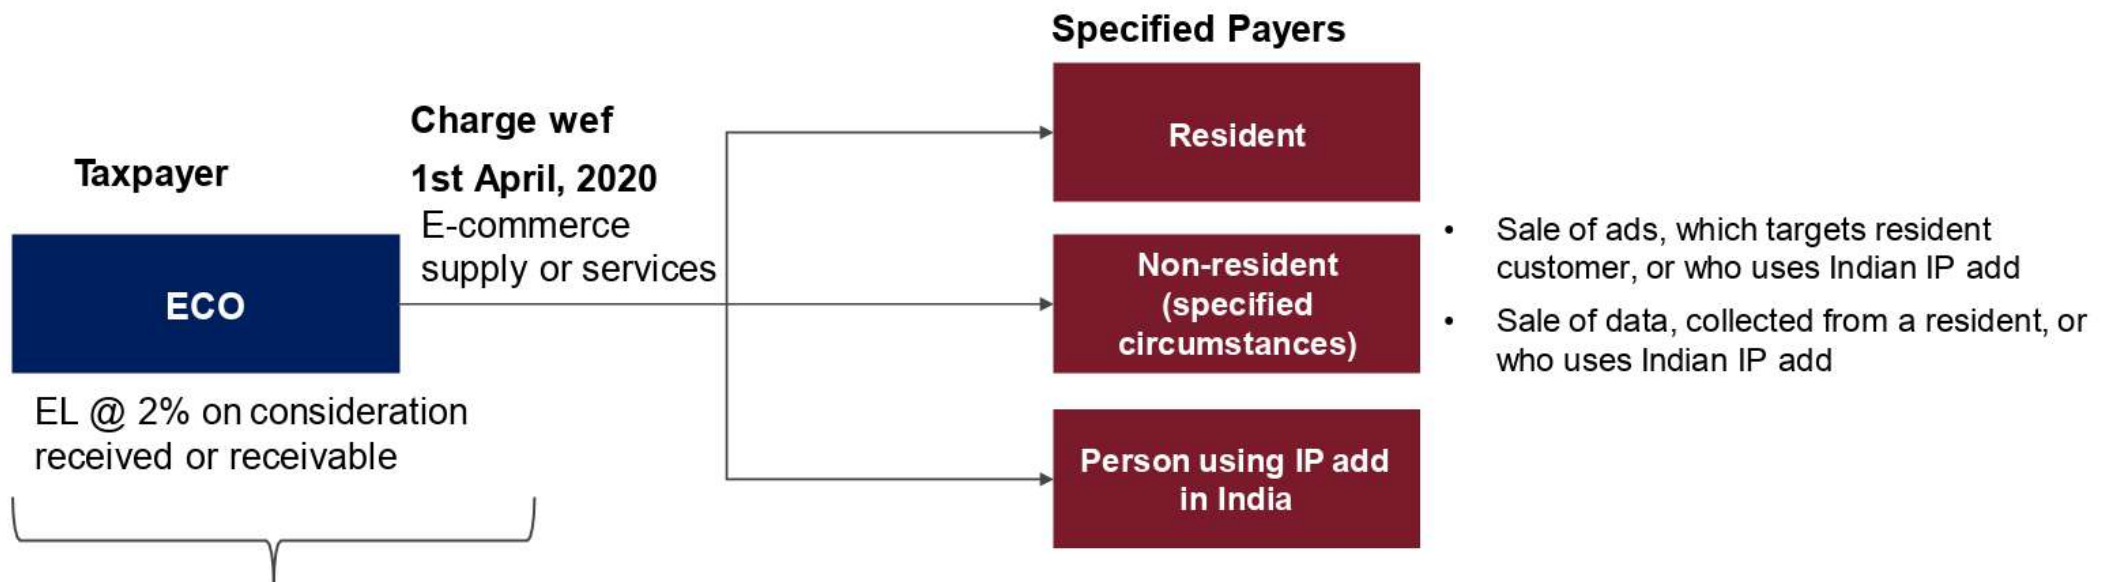 Specified Payers
Charge wef
1st April, 2020
Taxpayer
E-commerce
supply or services
ECO
EL @ 2% on consideration
received or receivable
Resident
Non-resident
(specified
circumstances)
Person using IP add
in India
• Sale of ads, which targets resident
customer, or who uses Indian IP add
• Sale of data, collected from a resident, or
who uses Indian IP add